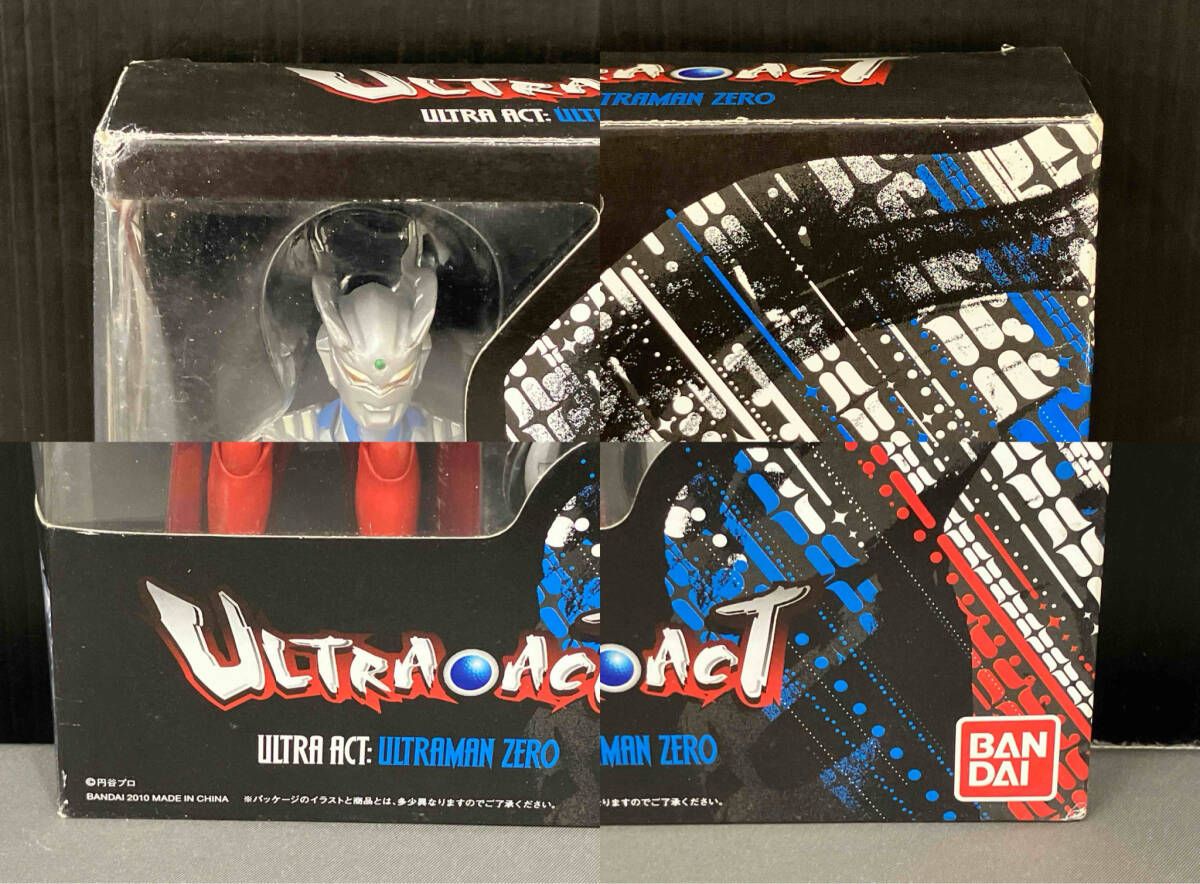 ULTRA
RA ACT
ULTRA ACT: ULT
TRAMAN ZERO
ULTRA ACT
ACT
ULTRA ACT: ULTRAMAN ZERO
MAN ZERO
BAN
DAI
©円谷プロ
BANDAI 2010 MADE IN CHINA ※パッケージのイラストと商品とは、多少異なりますのでご了承ください。
なりますのでご了承ください。